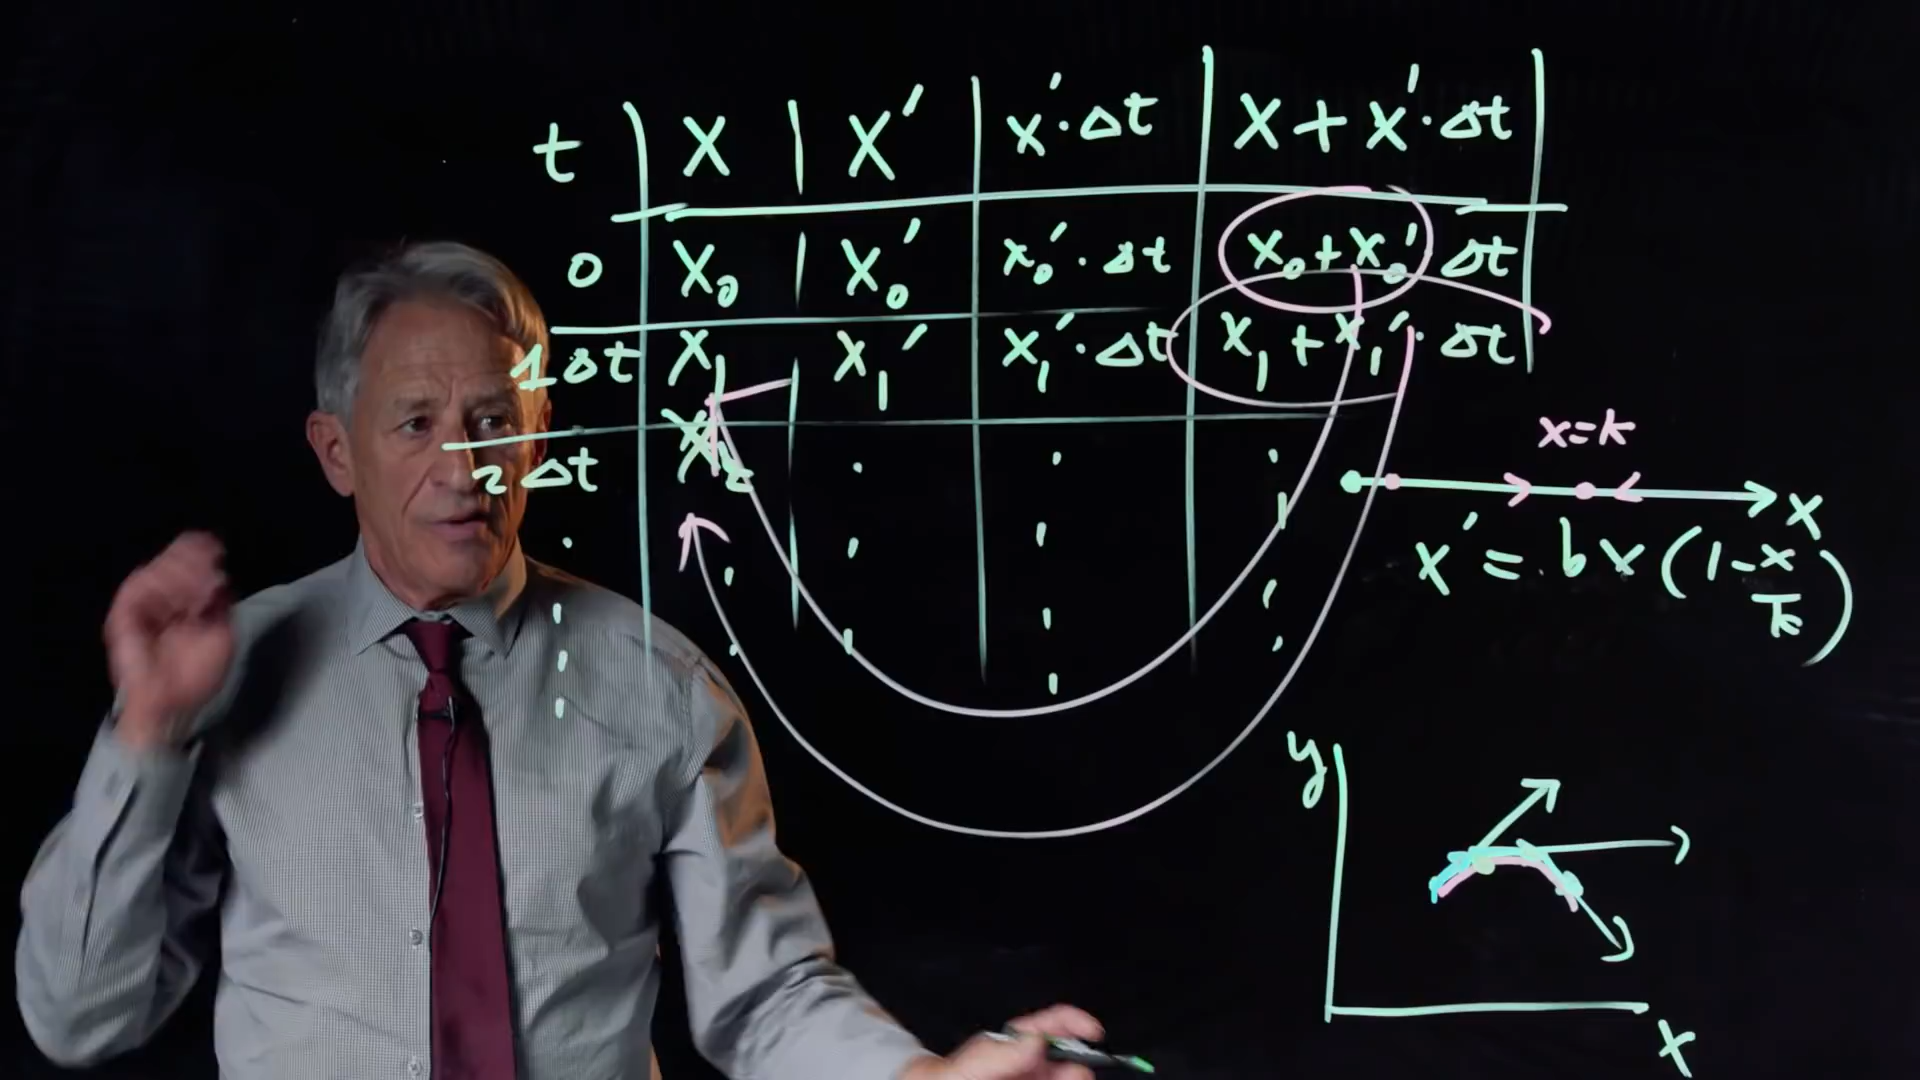 t X X′ x′·Δt X + x′·Δt
0 X₀ X₀′ x₀′·Δt x₀+x₀′ Δt
1Δt X₁ X₁′ X₁′·Δt X₁+X₁′·Δt
2Δt X₂
x=k
X
X′=bx(1-x/k)
y
X